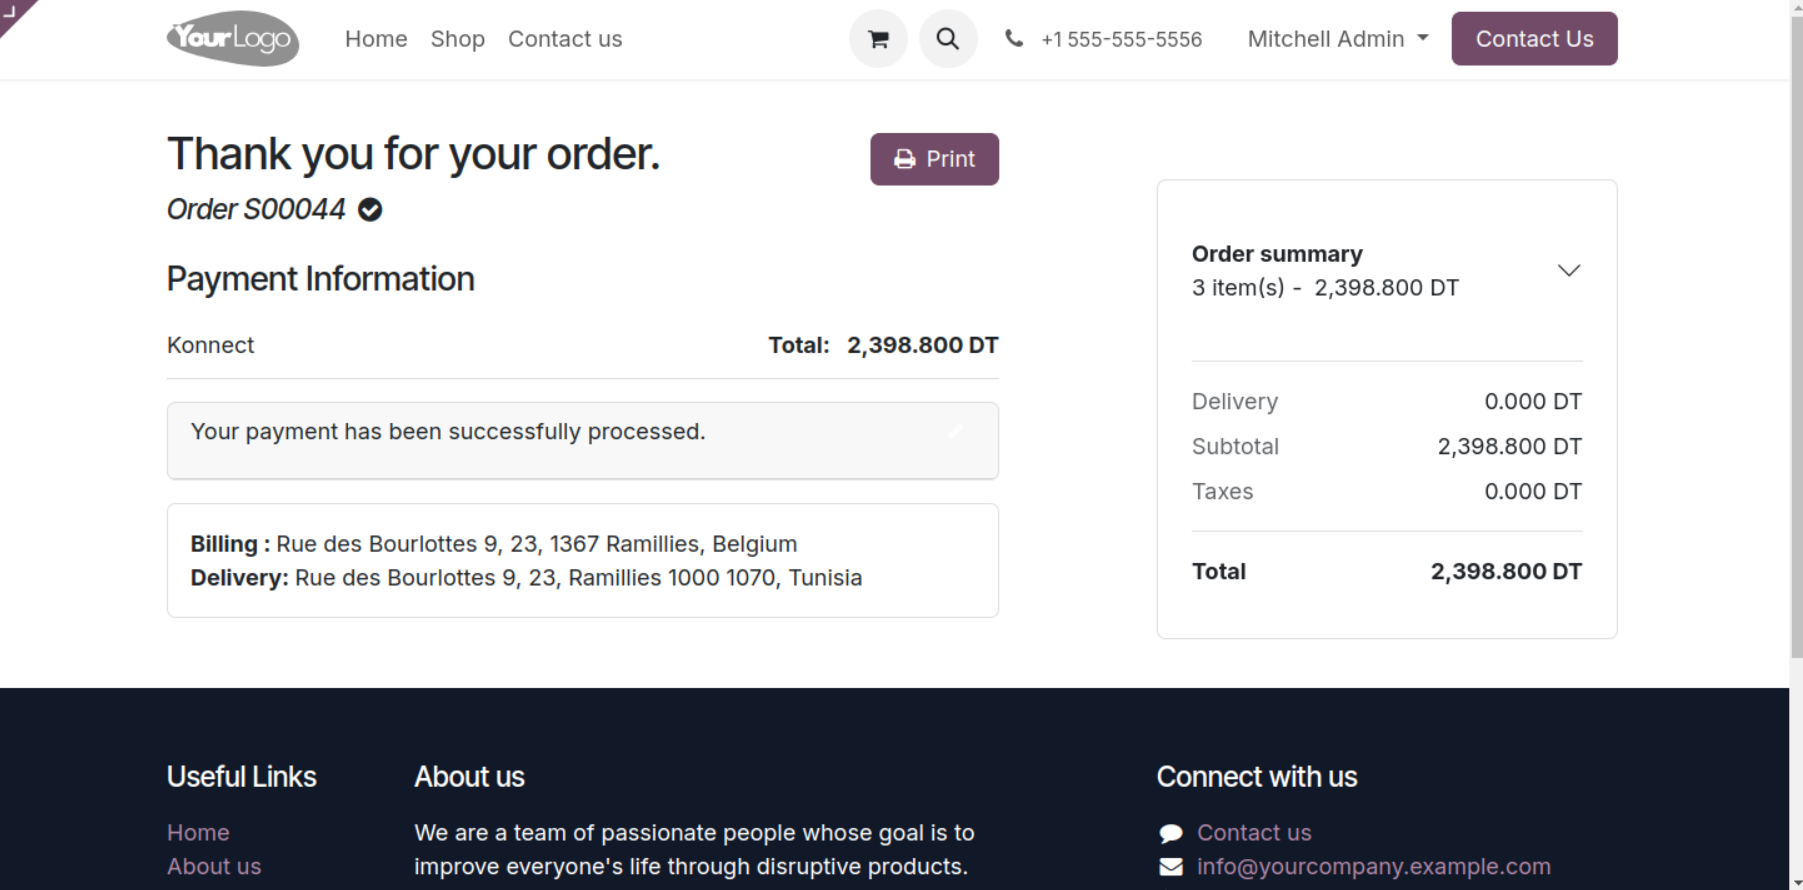 YourLogo
Home Shop Contact us
+1 555-555-5556
Mitchell Admin
Contact Us
Thank you for your order.
Print
Order S00044
Payment Information
Konnect Total: 2,398.800 DT
Your payment has been successfully processed.
Billing : Rue des Bourlottes 9, 23, 1367 Ramillies, Belgium
Delivery: Rue des Bourlottes 9, 23, Ramillies 1000 1070, Tunisia
Order summary
3 item(s) - 2,398.800 DT
Delivery 0.000 DT
Subtotal 2,398.800 DT
Taxes 0.000 DT
Total 2,398.800 DT
Useful Links
Home
About us
About us
We are a team of passionate people whose goal is to
improve everyone's life through disruptive products.
Connect with us
Contact us
info@yourcompany.example.com